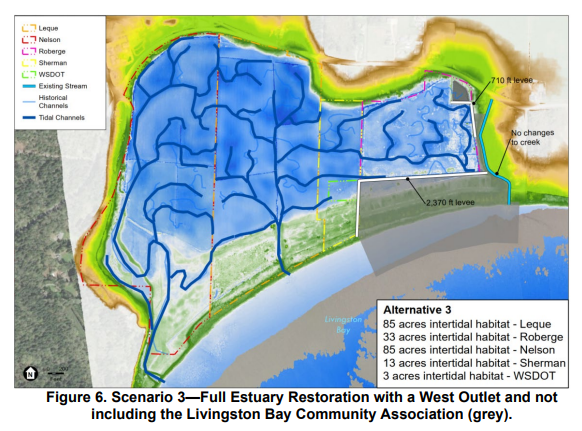 Leque
Nelson
Roberge
Sherman
WSDOT
Existing Stream
Historical
Channels
Tidal Channels
710 ft levee
No changes
to creek
2,370 ft levee
Livingston
Bay
N
Alternative 3
85 acres intertidal habitat - Leque
33 acres intertidal habitat - Roberge
85 acres intertidal habitat - Nelson
13 acres intertidal habitat - Sherman
3 acres intertidal habitat - WSDOT
Figure 6. Scenario 3—Full Estuary Restoration with a West Outlet and not
including the Livingston Bay Community Association (grey).